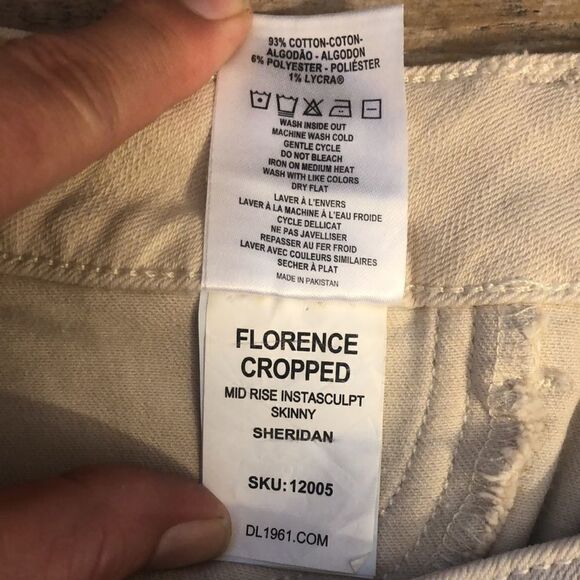 93% COTTON-COTON-
ALGODÃO - ALGODON
6% POLYESTER - POLIÉSTER
1% LYCRA®
WASH INSIDE OUT
MACHINE WASH COLD
GENTLE CYCLE
DO NOT BLEACH
IRON ON MEDIUM HEAT
WASH WITH LIKE COLORS
DRY FLAT
LAVER À L'ENVERS
LAVER À LA MACHINE À L'EAU FROIDE
CYCLE DELLICAT
NE PAS JAVELLISER
REPASSER AU FER FROID
LAVER AVEC COULEURS SIMILAIRES
SECHER À PLAT
MADE IN PAKISTAN
FLORENCE
CROPPED
MID RISE INSTASCULPT
SKINNY
SHERIDAN
SKU:12005
DL1961.COM